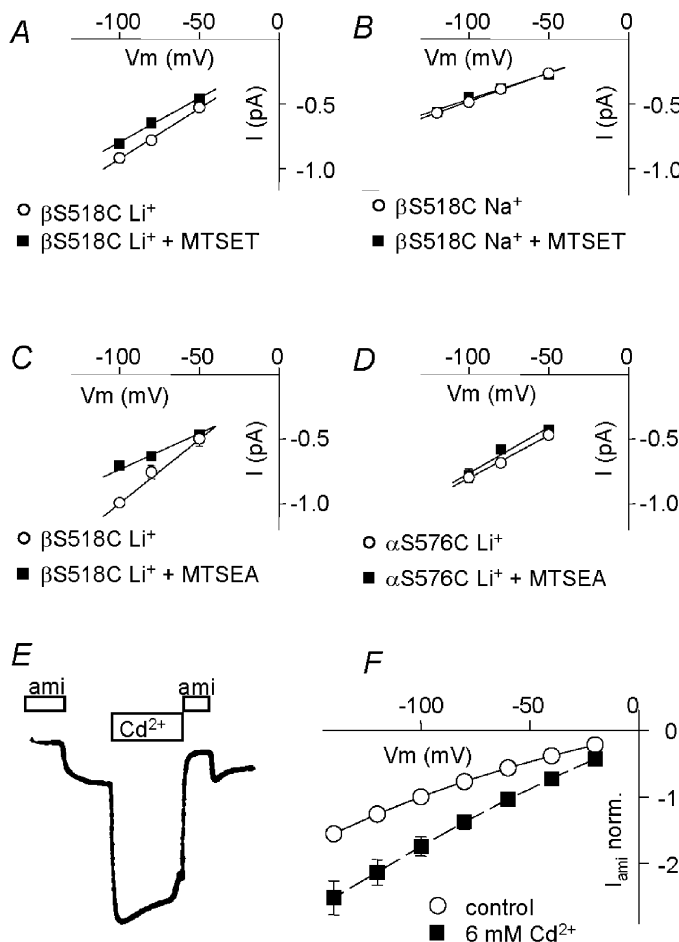 A
-100 -50 0
Vm (mV)
-0.5
-1.0
I (pA)
βS518C Li⁺
βS518C Li⁺ + MTSET
B
-100 -50 0
Vm (mV)
-0.5
-1.0
I (pA)
βS518C Na⁺
βS518C Na⁺ + MTSET
C
-100 -50 0
Vm (mV)
-0.5
-1.0
I (pA)
βS518C Li⁺
βS518C Li⁺ + MTSEA
D
-100 -50 0
Vm (mV)
-0.5
-1.0
I (pA)
αS576C Li⁺
αS576C Li⁺ + MTSEA
E
ami ami
Cd²⁺
F
-100 -50 0
Vm (mV)
0
-1
-2
I_ami norm.
control
6 mM Cd²⁺